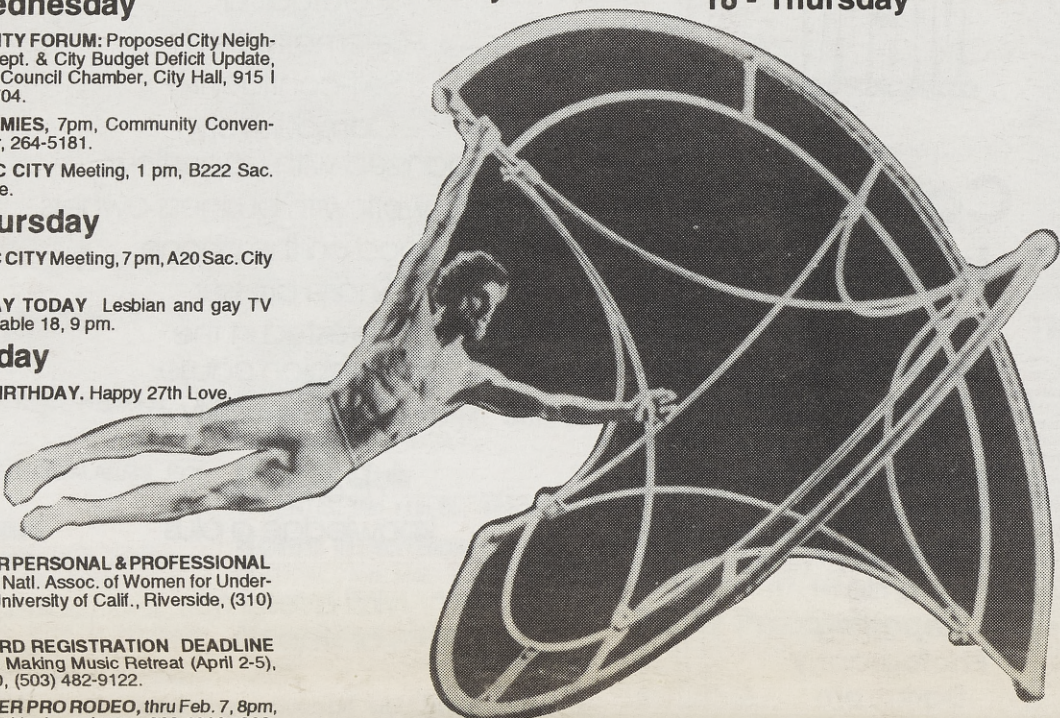 ednesday
ITY FORUM: Proposed City Neigh-
ept. & City Budget Deficit Update,
Council Chamber, City Hall, 915 I
704.
MIES, 7pm, Community Conven-
r, 264-5181.
C CITY Meeting, 1 pm, B222 Sac.
e.
ursday
C CITY Meeting, 7 pm, A20 Sac. City
AY TODAY Lesbian and gay TV
able 18, 9 pm.
day
IRTHDAY. Happy 27th Love,
R PERSONAL & PROFESSIONAL
Natl. Assoc. of Women for Under-
niversity of Calif., Riverside, (310)
RD REGISTRATION DEADLINE
Making Music Retreat (April 2-5),
), (503) 482-9122.
ER PRO RODEO, thru Feb. 7, 8pm,
18 - Thursday